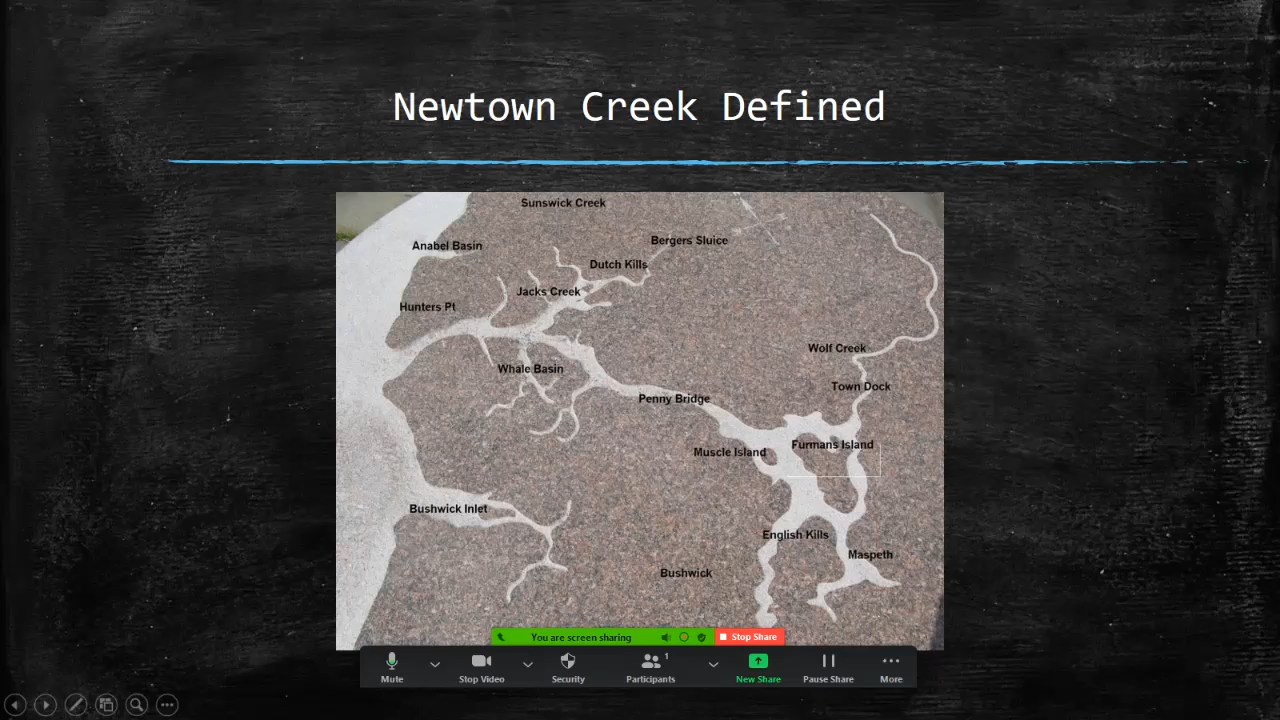 Newtown Creek Defined
Sunswick Creek
Bergers Sluice
Anabel Basin
Dutch Kills
Jacks Creek
Hunters Pt
Wolf Creek
Whale Basin
Town Dock
Penny Bridge
Furmans Island
Muscle Island
Bushwick Inlet
English Kills
Maspeth
Bushwick
You are screen sharing
Stop Share
1
Mute
Stop Video
Security
Participants
New Share
Pause Share
More